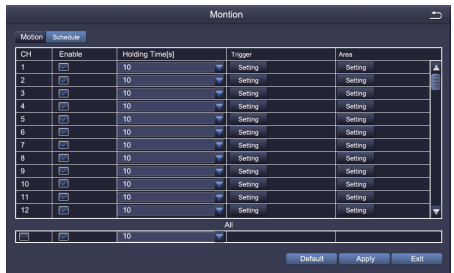 Montion
Motion Schedule
CH Enable Holding Time[s] Trigger Area
1 10 Setting Setting
2 10 Setting Setting
3 10 Setting Setting
4 10 Setting Setting
5 10 Setting Setting
6 10 Setting Setting
7 10 Setting Setting
8 10 Setting Setting
9 10 Setting Setting
10 10 Setting Setting
11 10 Setting Setting
12 10 Setting Setting
All
10
Default Apply Exit